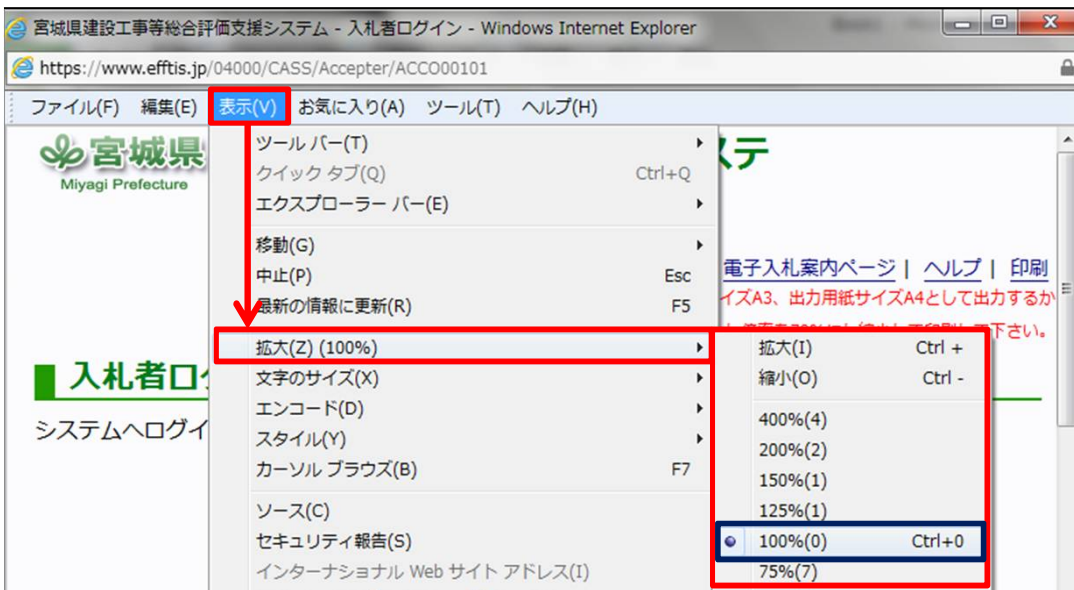 宮城県建設工事等総合評価支援システム - 入札者ログイン - Windows Internet Explorer
https://www.efftis.jp/04000/CASS/Accepter/ACCO00101
ファイル(F) 編集(E) 表示(V) お気に入り(A) ツール(T) ヘルプ(H)
宮城県
Miyagi Prefecture
ステ
ツール バー(T)
クイック タブ(Q) Ctrl+Q
エクスプローラー バー(E)
移動(G)
中止(P) Esc
最新の情報に更新(R) F5
拡大(Z) (100%)
文字のサイズ(X)
エンコード(D)
スタイル(Y)
カーソル ブラウズ(B) F7
ソース(C)
セキュリティ報告(S)
インターナショナル Web サイト アドレス(I)
電子入札案内ページ | ヘルプ | 印刷
イズA3、出力用紙サイズA4として出力するか
して下さい。
拡大(I) Ctrl +
縮小(O) Ctrl -
400%(4)
200%(2)
150%(1)
125%(1)
100%(0) Ctrl+0
75%(7)
入札者ロ
システムへログイ